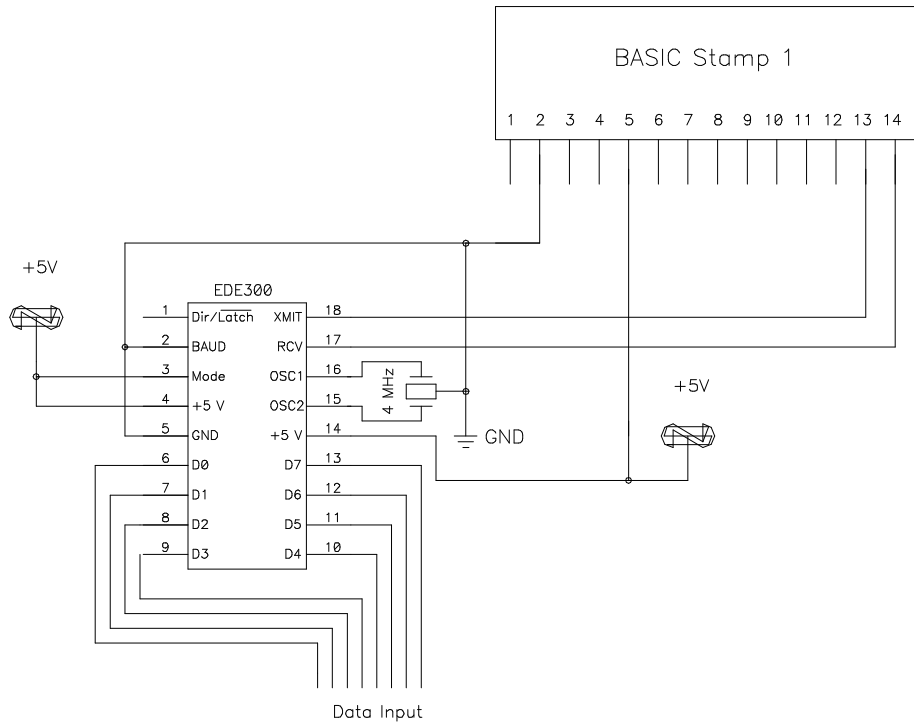 BASIC Stamp 1
1 2 3 4 5 6 7 8 9 10 11 12 13 14
+5V
EDE300
1 Dir/Latch XMIT 18
2 BAUD RCV 17
3 Mode OSC1 16
4 +5 V OSC2 15
5 GND +5 V 14
6 D0 D7 13
7 D1 D6 12
8 D2 D5 11
9 D3 D4 10
4 MHz
GND
+5V
Data Input